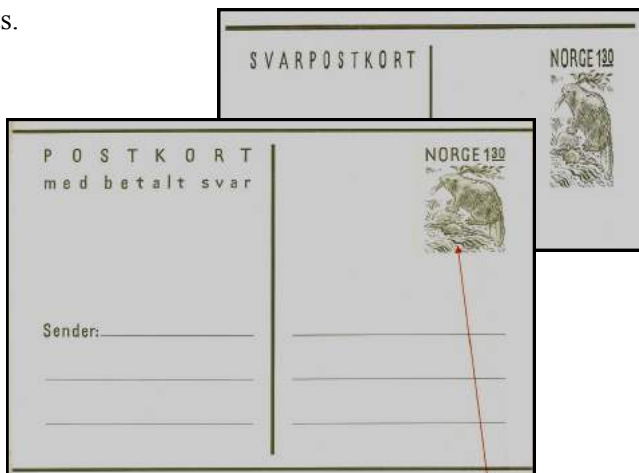 s.
SVARPOSTKORT
NORGE 130
POSTKORT
med betalt svar
NORGE 130
Sender: